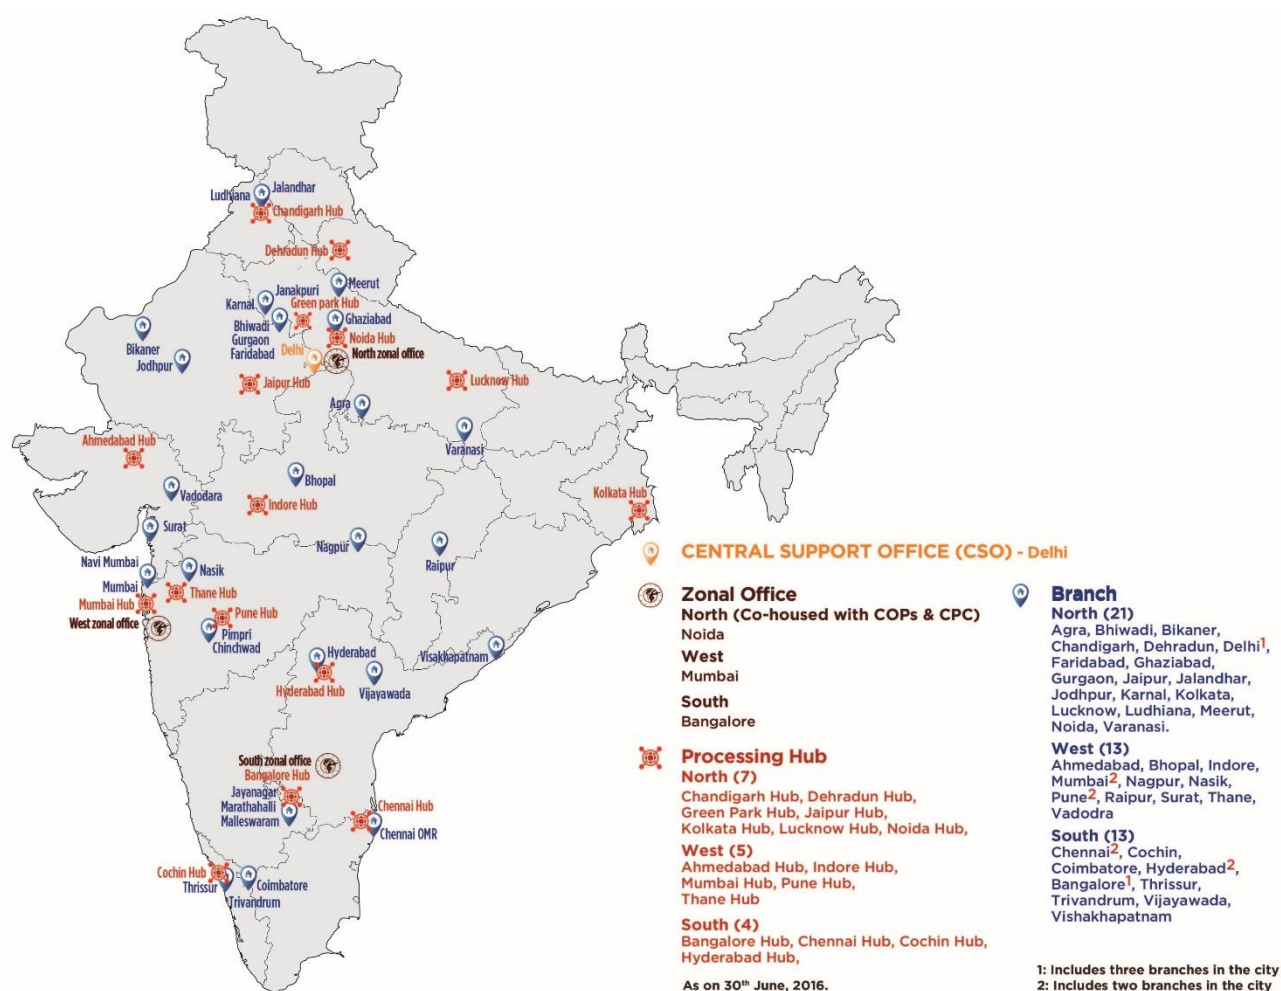 Ludhiana
Jalandhar
Chandigarh Hub
Dehradun Hub
Meerut
Janakpuri
Karnal
Green park Hub
Ghaziabad
Bhiwadi
Gurgaon
Faridabad
Noida Hub
Bikaner
Jodhpur
Delhi
North zonal office
Jaipur Hub
Lucknow Hub
Agra
Varanasi
Ahmedabad Hub
Bhopal
Vadodara
Indore Hub
Kolkata Hub
Surat
Nagpur
Raipur
Navi Mumbai
Nasik
Mumbai
Thane Hub
Mumbai Hub
Pune Hub
West zonal office
Pimpri
Chinchwad
Hyderabad
Visakhapatnam
Hyderabad Hub
Vijayawada
South zonal office
Bangalore Hub
Jayanagar
Marathahalli
Malleswaram
Chennai Hub
Chennai OMR
Cochin Hub
Thrissur
Coimbatore
Trivandrum
CENTRAL SUPPORT OFFICE (CSO) - Delhi
Zonal Office
North (Co-housed with COPs & CPC)
Noida
West
Mumbai
South
Bangalore
Processing Hub
North (7)
Chandigarh Hub, Dehradun Hub,
Green Park Hub, Jaipur Hub,
Kolkata Hub, Lucknow Hub, Noida Hub,
West (5)
Ahmedabad Hub, Indore Hub,
Mumbai Hub, Pune Hub,
Thane Hub
South (4)
Bangalore Hub, Chennai Hub, Cochin Hub,
Hyderabad Hub,
As on 30th June, 2016.
Branch
North (21)
Agra, Bhiwadi, Bikaner,
Chandigarh, Dehradun, Delhi1,
Faridabad, Ghaziabad,
Gurgaon, Jaipur, Jalandhar,
Jodhpur, Karnal, Kolkata,
Lucknow, Ludhiana, Meerut,
Noida, Varanasi.
West (13)
Ahmedabad, Bhopal, Indore,
Mumbai2, Nagpur, Nasik,
Pune2, Raipur, Surat, Thane,
Vadodra
South (13)
Chennai2, Cochin,
Coimbatore, Hyderabad2,
Bangalore1, Thrissur,
Trivandrum, Vijayawada,
Vishakhapatnam
1: Includes three branches in the city
2: Includes two branches in the city